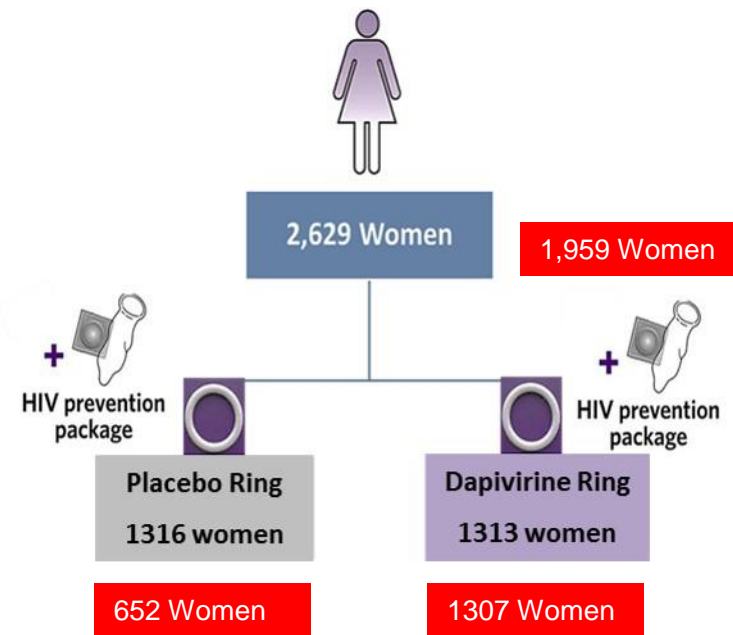 2,629 Women
1,959 Women
+
HIV prevention
package
+
HIV prevention
package
Placebo Ring
1316 women
Dapivirine Ring
1313 women
652 Women
1307 Women